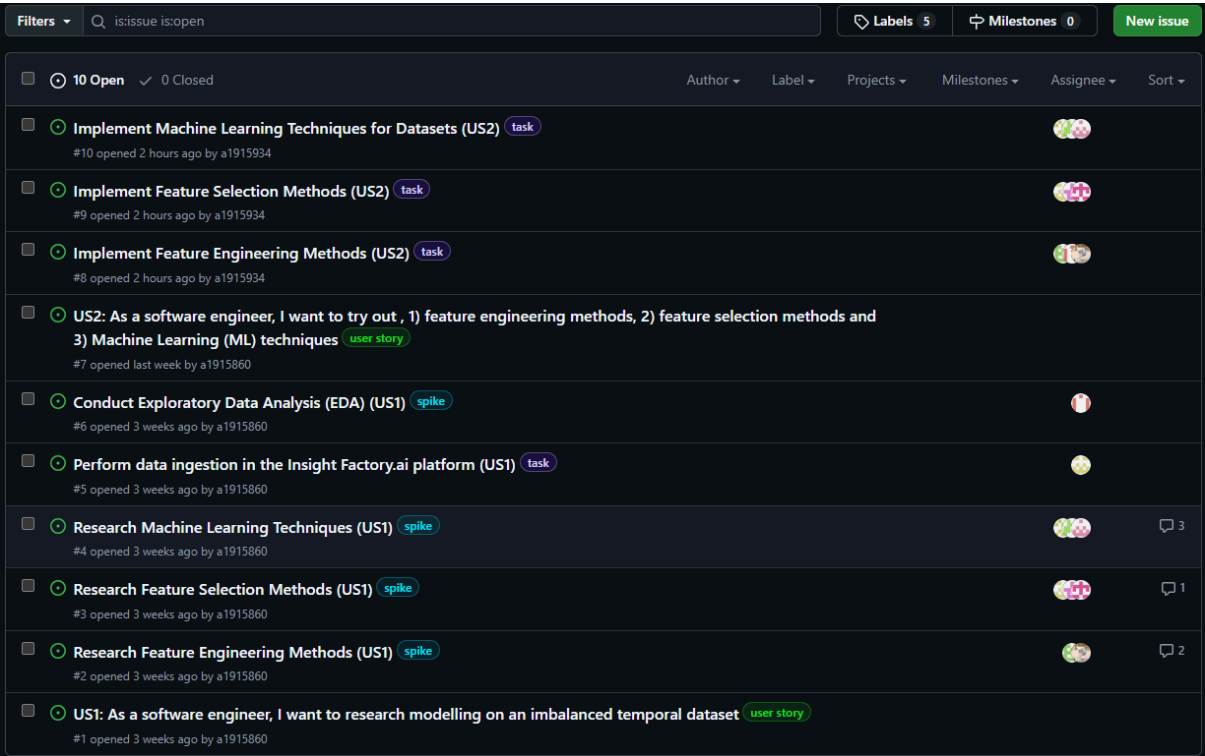 Filters
is:issue is:open
Labels 5
Milestones 0
New issue
10 Open 0 Closed Author Label Projects Milestones Assignee Sort
Implement Machine Learning Techniques for Datasets (US2) task
#10 opened 2 hours ago by a1915934
Implement Feature Selection Methods (US2) task
#9 opened 2 hours ago by a1915934
Implement Feature Engineering Methods (US2) task
#8 opened 2 hours ago by a1915934
US2: As a software engineer, I want to try out , 1) feature engineering methods, 2) feature selection methods and
3) Machine Learning (ML) techniques user story
#7 opened last week by a1915860
Conduct Exploratory Data Analysis (EDA) (US1) spike
#6 opened 3 weeks ago by a1915860
Perform data ingestion in the Insight Factory.ai platform (US1) task
#5 opened 3 weeks ago by a1915860
Research Machine Learning Techniques (US1) spike 3
#4 opened 3 weeks ago by a1915860
Research Feature Selection Methods (US1) spike 1
#3 opened 3 weeks ago by a1915860
Research Feature Engineering Methods (US1) spike 2
#2 opened 3 weeks ago by a1915860
US1: As a software engineer, I want to research modelling on an imbalanced temporal dataset user story
#1 opened 3 weeks ago by a1915860